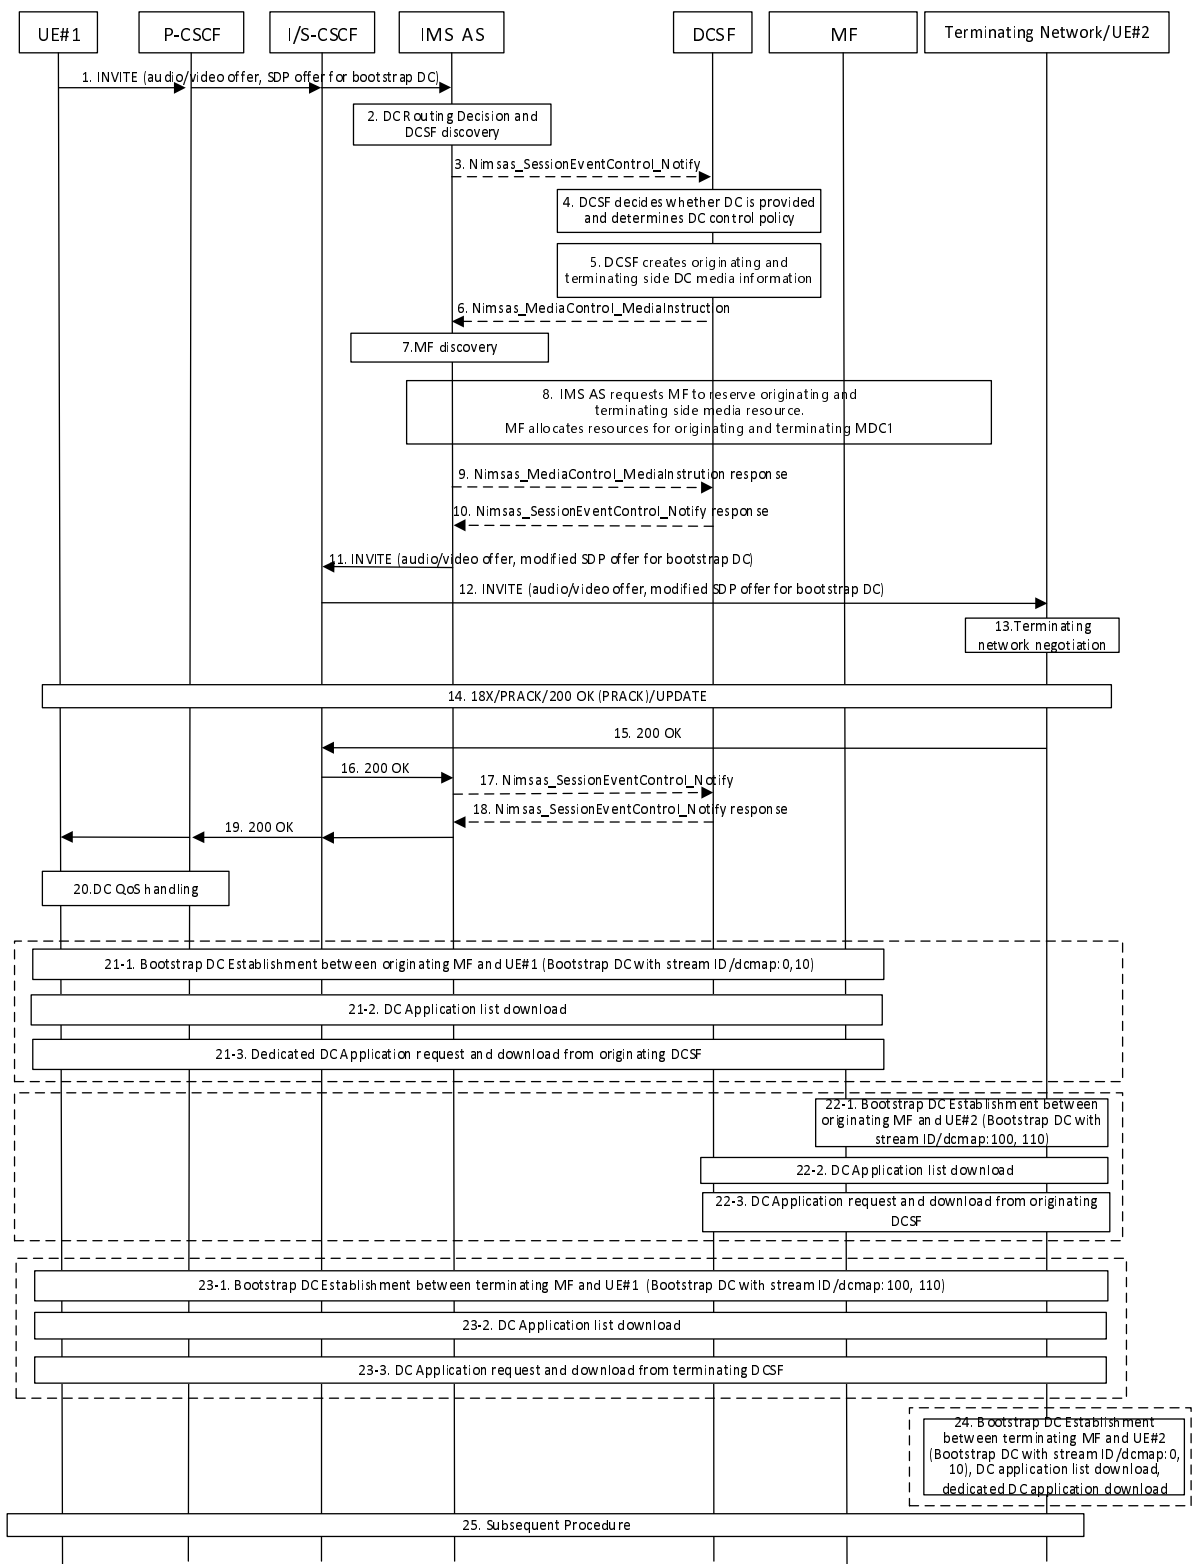 UE#1
P-CSCF
I/S-CSCF
IMS AS
DCSF
MF
Terminating Network/UE#2
1. INVITE (audio/video offer, SDP offer for bootstrap DC)
2. DC Routing Decision and
DCSF discovery
3. Nimsas_SessionEventControl_Notify
4. DCSF decides whether DC is provided
and determines DC control policy
5. DCSF creates originating and
terminating side DC media information
6. Nimsas_MediaControl_MediaInstruction
7.MF discovery
8. IMS AS requests MF to reserve originating and
terminating side media resource.
MF allocates resources for originating and terminating MDC1
9. Nimsas_MediaControl_MediaInstrution response
10. Nimsas_SessionEventControl_Notify response
11. INVITE (audio/video offer, modified SDP offer for bootstrap DC)
12. INVITE (audio/video offer, modified SDP offer for bootstrap DC)
13.Terminating
network negotiation
14. 18X/PRACK/200 OK (PRACK)/UPDATE
15. 200 OK
16. 200 OK
17. Nimsas_SessionEventControl_Notify
18. Nimsas_SessionEventControl_Notify response
19. 200 OK
20.DC QoS handling
21-1. Bootstrap DC Establishment between originating MF and UE#1 (Bootstrap DC with stream ID/dcmap:0,10)
21-2. DC Application list download
21-3. Dedicated DC Application request and download from originating DCSF
22-1. Bootstrap DC Establishment between
originating MF and UE#2 (Bootstrap DC with
stream ID/dcmap:100, 110)
22-2. DC Application list download
22-3. DC Application request and download from originating
DCSF
23-1. Bootstrap DC Establishment between terminating MF and UE#1 (Bootstrap DC with stream ID/dcmap:100, 110)
23-2. DC Application list download
23-3. DC Application request and download from terminating DCSF
24. Bootstrap DC Establishment
between terminating MF and UE#2
(Bootstrap DC with stream ID/dcmap:0,
10), DC application list download,
dedicated DC application download
25. Subsequent Procedure